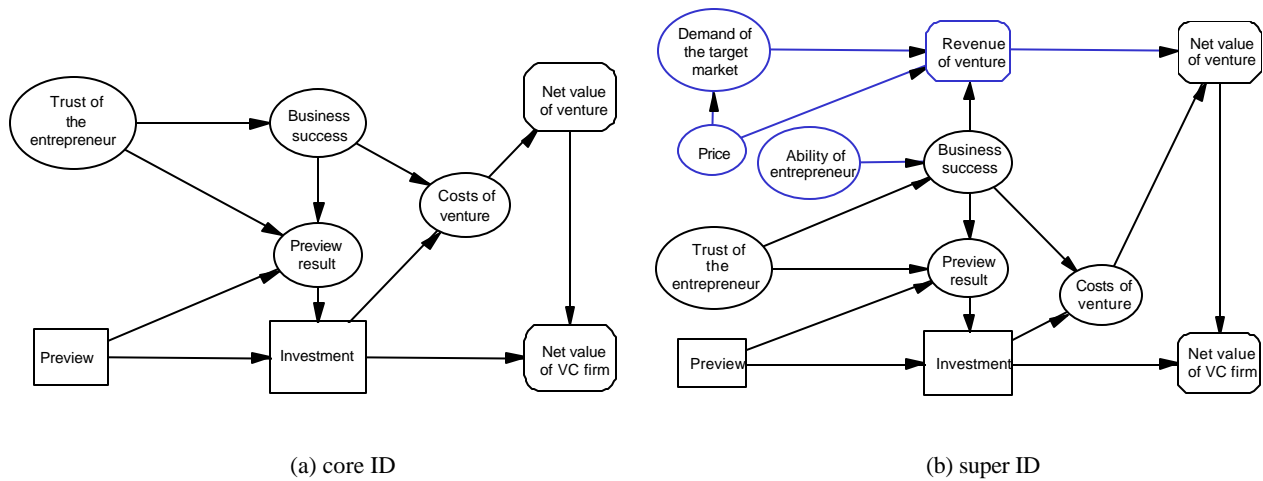 Trust of
the
entrepreneur
Business
success
Net value
of venture
Costs of
venture
Preview
result
Preview
Investment
Net value
of VC firm
(a) core ID
Demand of
the target
market
Revenue
of venture
Net value
of venture
Price
Ability of
entrepreneur
Business
success
Trust of
the
entrepreneur
Preview
result
Costs of
venture
Preview
Investment
Net value
of VC firm
(b) super ID